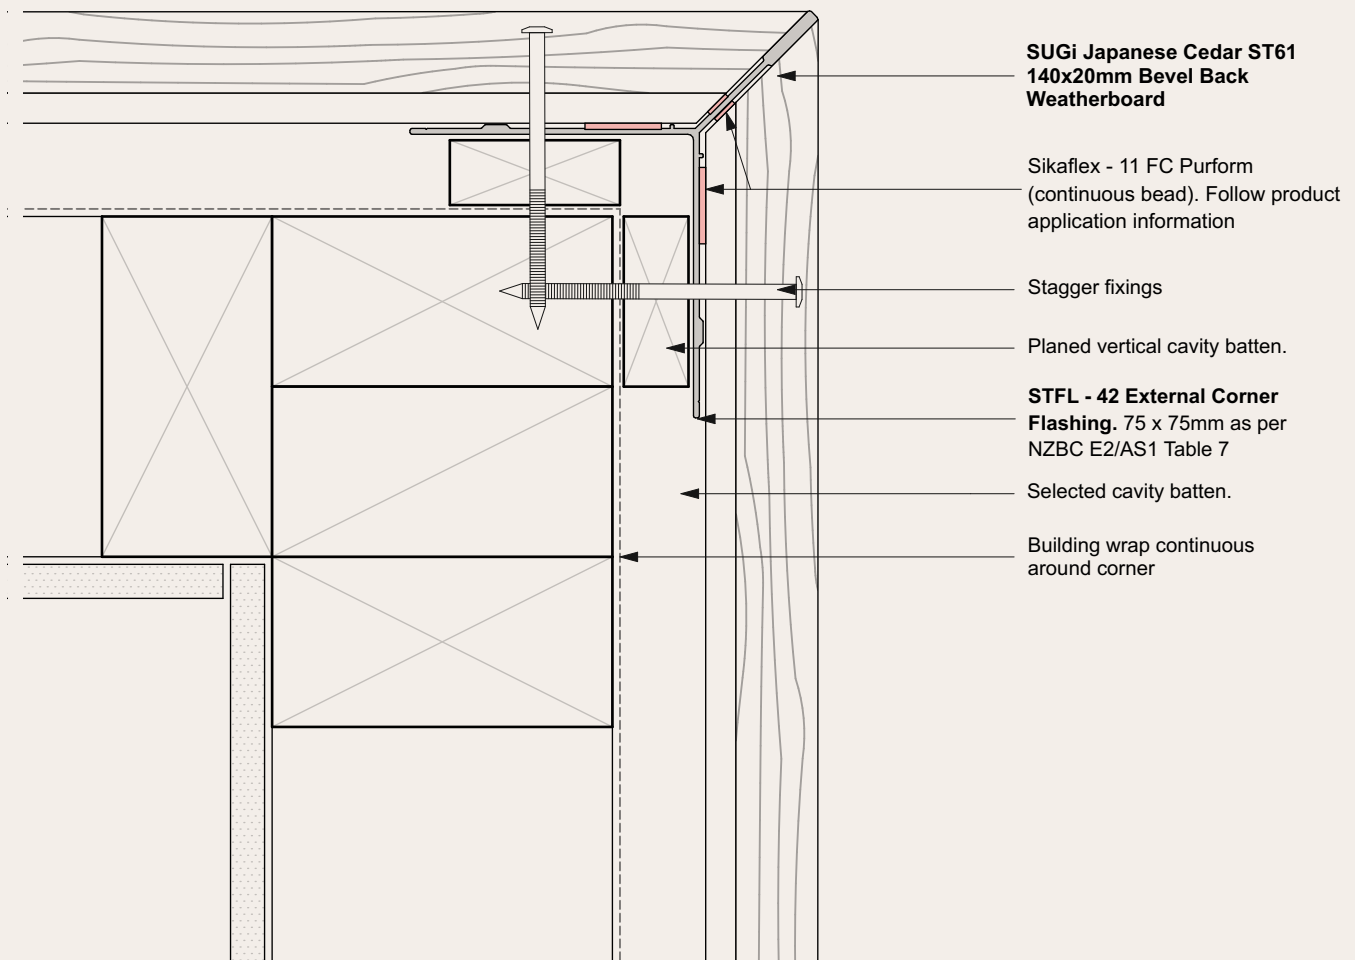 SUGi Japanese Cedar ST61
140x20mm Bevel Back
Weatherboard
Sikaflex - 11 FC Purform
(continuous bead). Follow product
application information
Stagger fixings
Planed vertical cavity batten.
STFL - 42 External Corner
Flashing. 75 x 75mm as per
NZBC E2/AS1 Table 7
Selected cavity batten.
Building wrap continuous
around corner